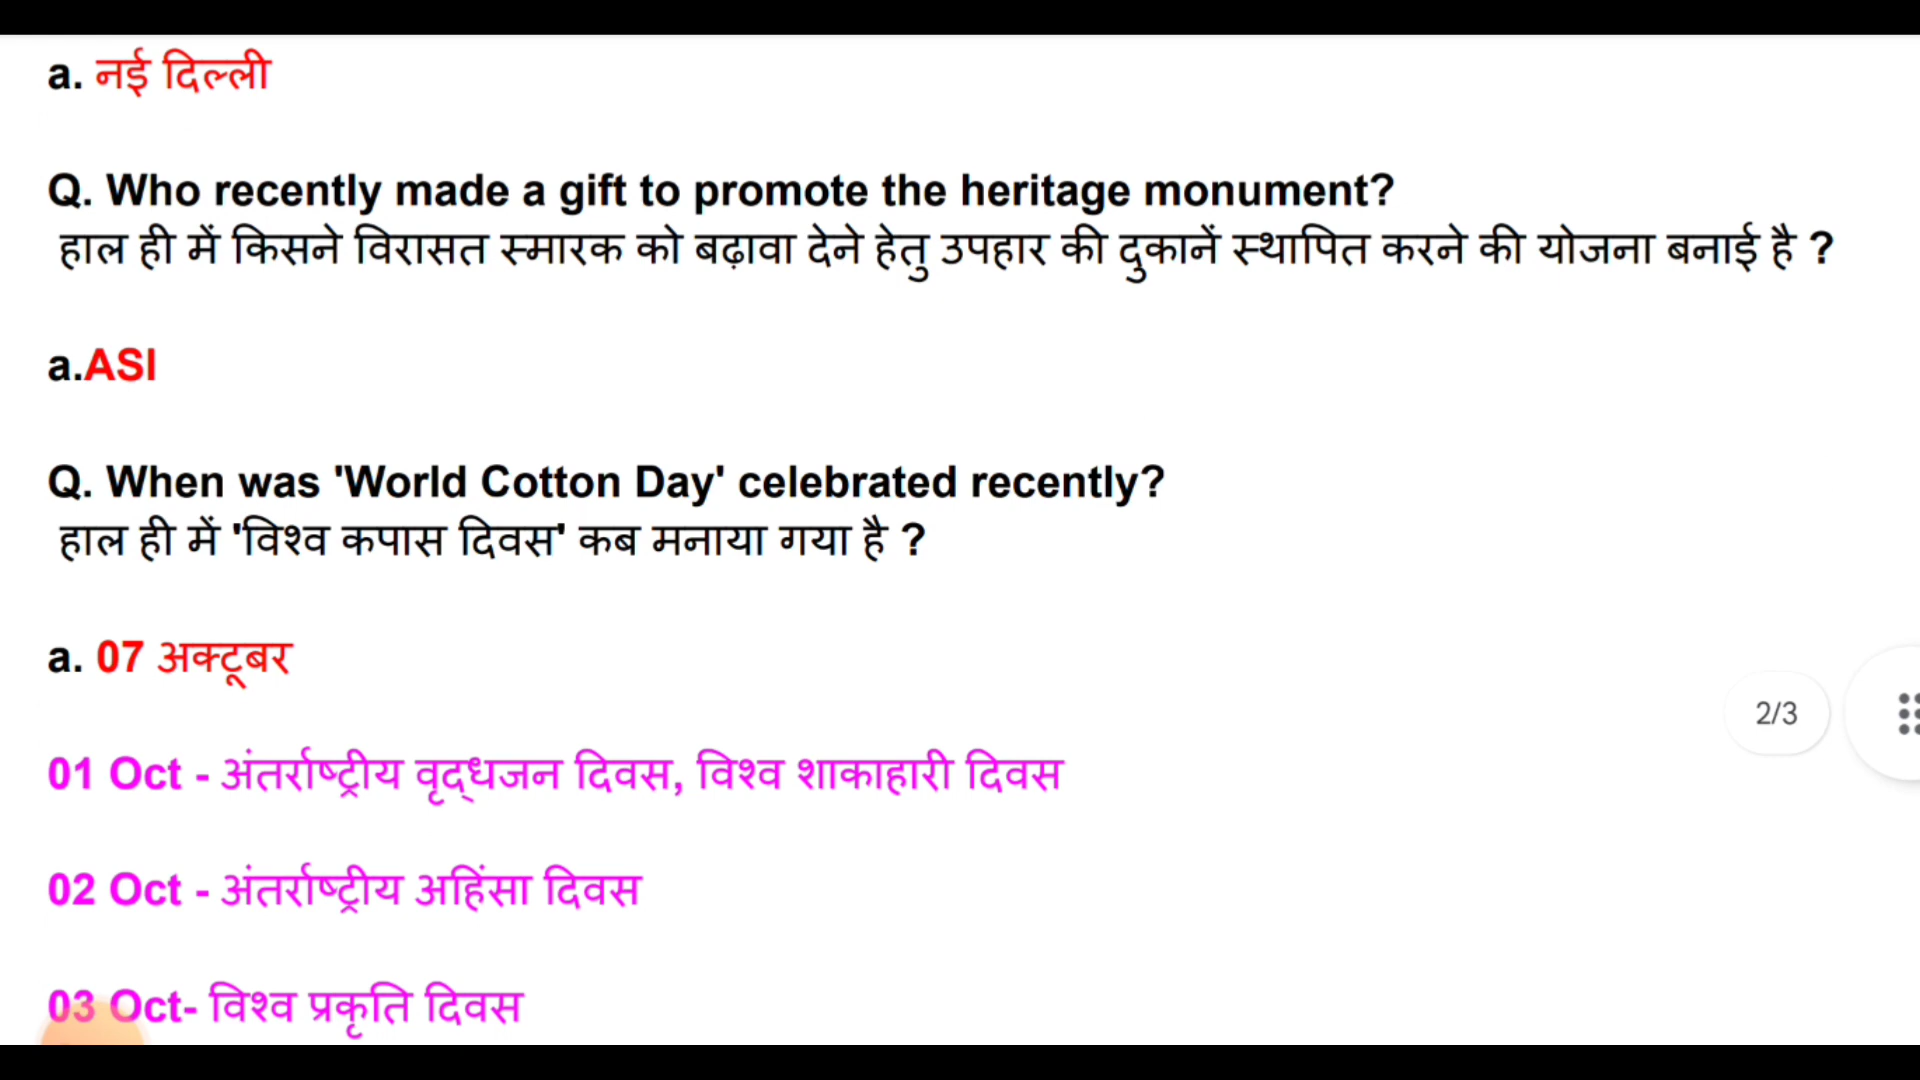 a. नई दिल्ली
Q. Who recently made a gift to promote the heritage monument?
हाल ही में किसने विरासत स्मारक को बढ़ावा देने हेतु उपहार की दुकानें स्थापित करने की योजना बनाई है ?
a.ASI
Q. When was 'World Cotton Day' celebrated recently?
हाल ही में 'विश्व कपास दिवस' कब मनाया गया है ?
a. 07 अक्टूबर
2/3
01 Oct - अंतर्राष्ट्रीय वृद्‌धजन दिवस, विश्व शाकाहारी दिवस
02 Oct - अंतर्राष्ट्रीय अहिंसा दिवस
03 Oct- विश्व प्रकृति दिवस